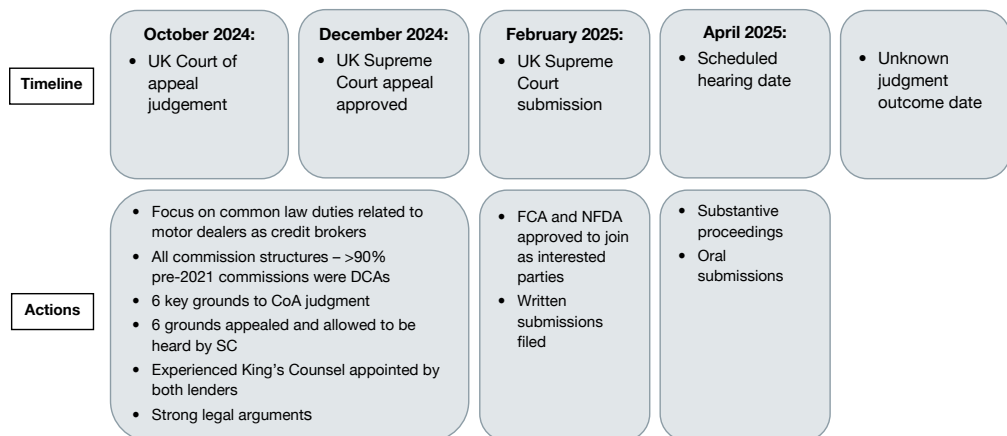 Timeline
October 2024:
• UK Court of
appeal
judgement
December 2024:
• UK Supreme
Court appeal
approved
February 2025:
• UK Supreme
Court
submission
April 2025:
• Scheduled
hearing date
• Unknown
judgment
outcome date
Actions
• Focus on common law duties related to
motor dealers as credit brokers
• All commission structures – >90%
pre-2021 commissions were DCAs
• 6 key grounds to CoA judgment
• 6 grounds appealed and allowed to be
heard by SC
• Experienced King's Counsel appointed by
both lenders
• Strong legal arguments
• FCA and NFDA
approved to join
as interested
parties
• Written
submissions
filed
• Substantive
proceedings
• Oral
submissions